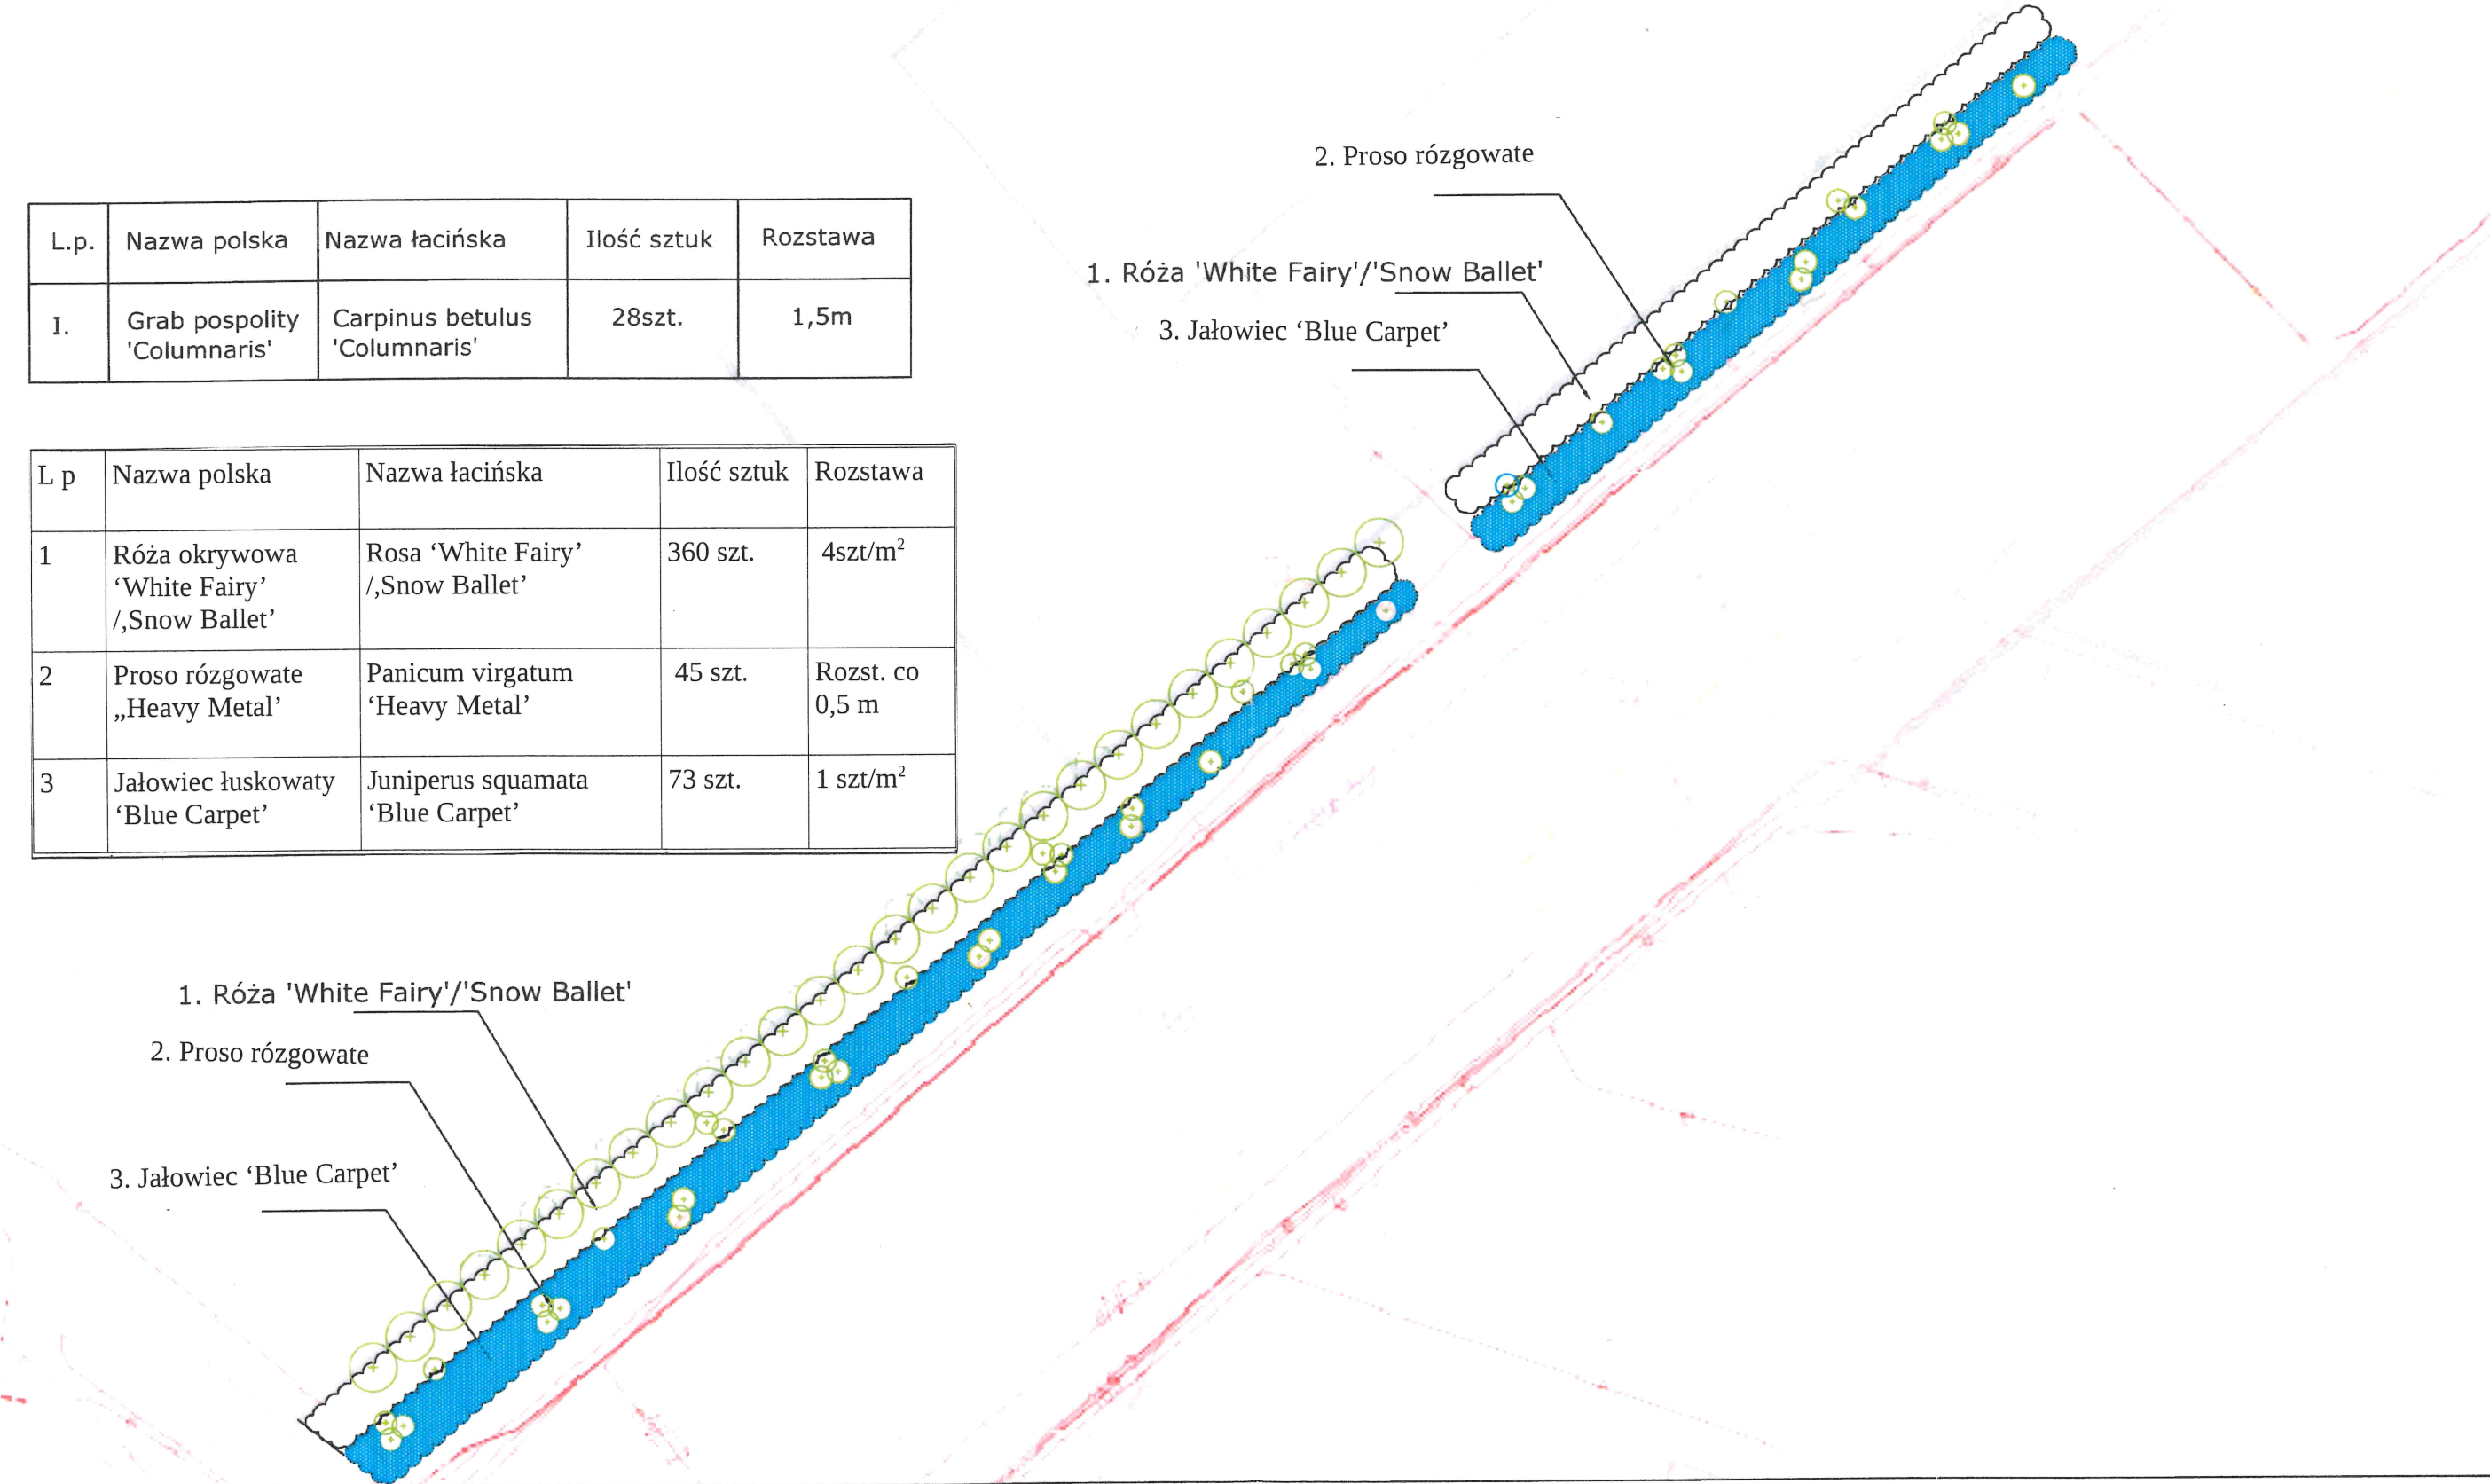 2. Proso rózgowate
1. Róża 'White Fairy'/'Snow Ballet'
3. Jałowiec ‘Blue Carpet’
L.p. Nazwa polska Nazwa łacińska Ilość sztuk Rozstawa
I. Grab pospolity 'Columnaris' Carpinus betulus 'Columnaris' 28szt. 1,5m
L p Nazwa polska Nazwa łacińska Ilość sztuk Rozstawa
1 Róża okrywowa ‘White Fairy’ /‚Snow Ballet’ Rosa ‘White Fairy’ /‚Snow Ballet’ 360 szt. 4szt/m²
2 Proso rózgowate „Heavy Metal’ Panicum virgatum ‘Heavy Metal’ 45 szt. Rozst. co 0,5 m
3 Jałowiec łuskowaty ‘Blue Carpet’ Juniperus squamata ‘Blue Carpet’ 73 szt. 1 szt/m²
1. Róża 'White Fairy'/'Snow Ballet'
2. Proso rózgowate
3. Jałowiec ‘Blue Carpet’